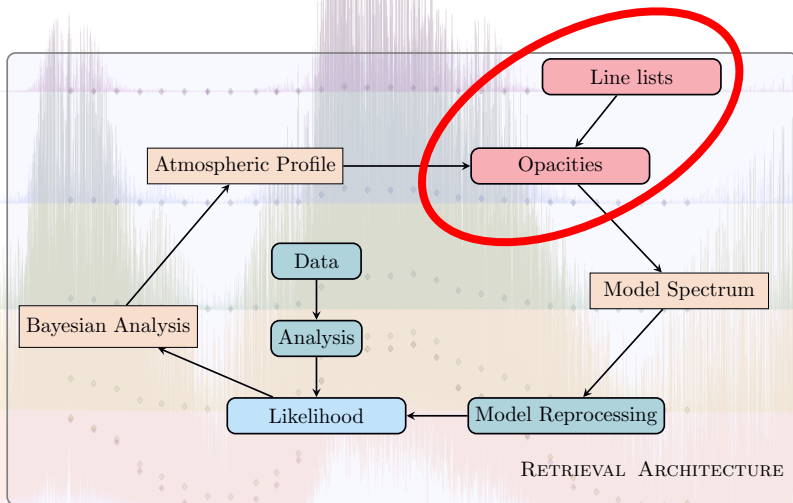 Line lists
Atmospheric Profile
Opacities
Data
Model Spectrum
Bayesian Analysis
Analysis
Likelihood
Model Reprocessing
Retrieval Architecture